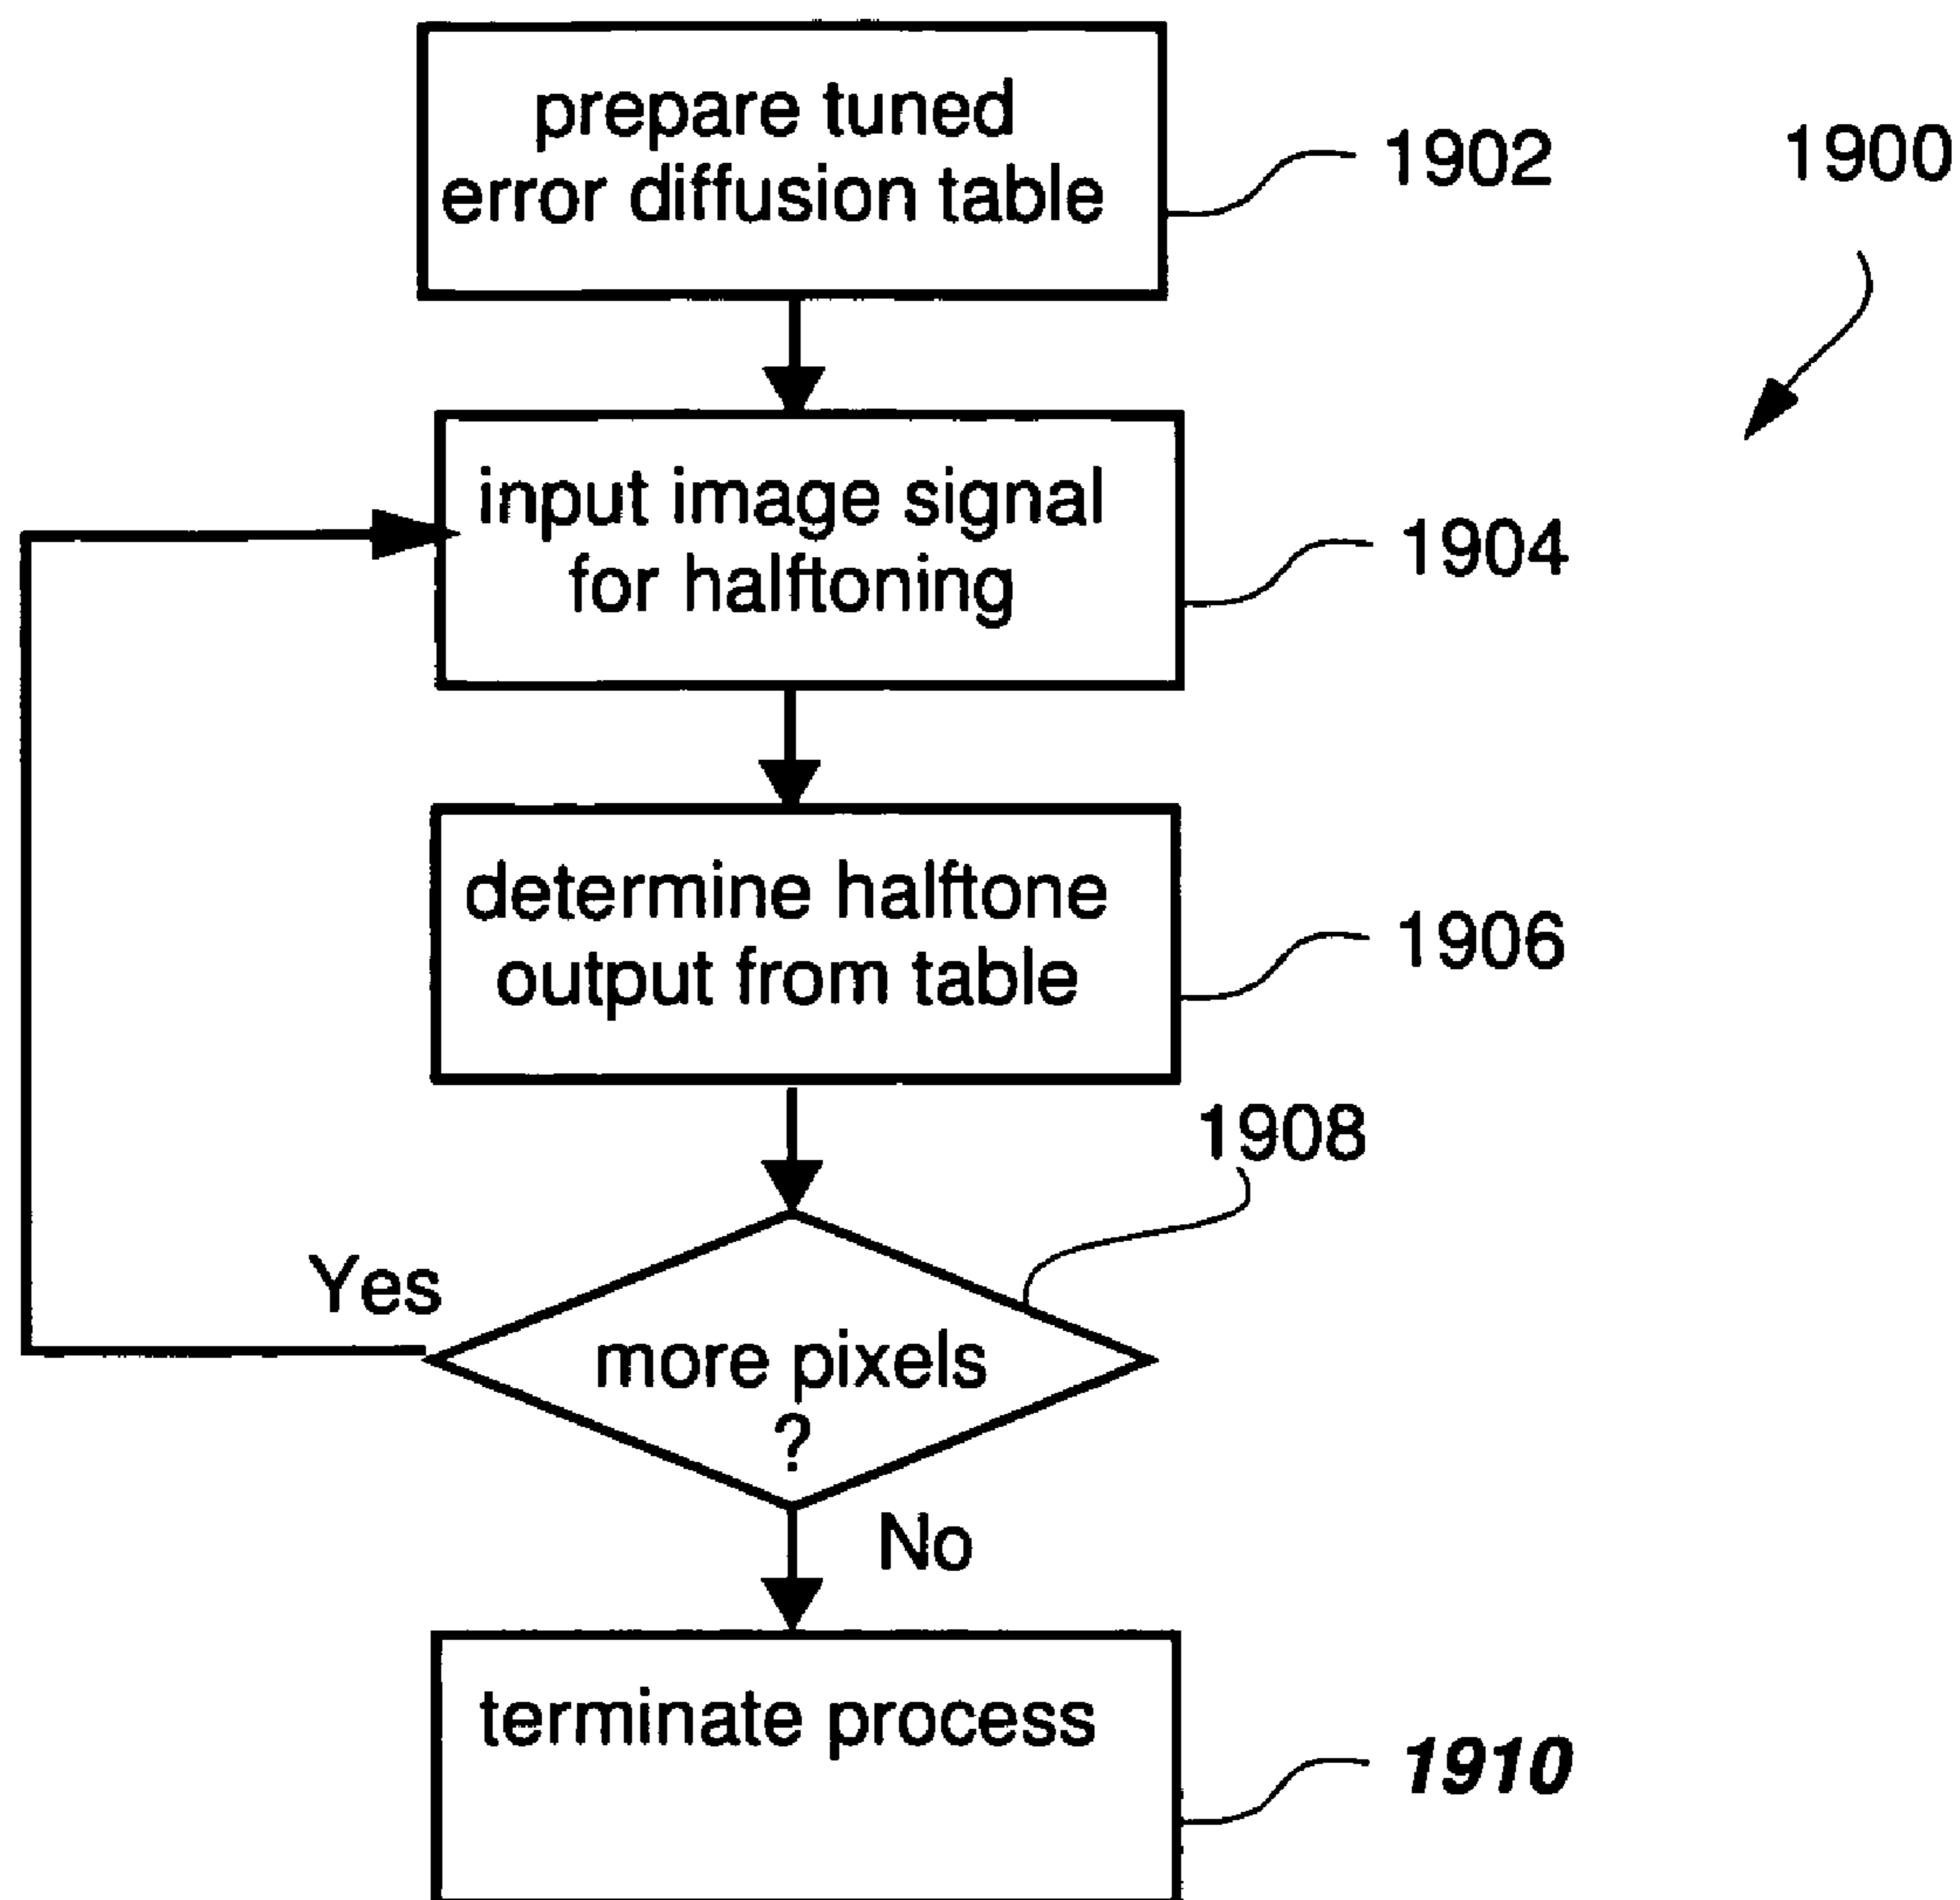 prepare tuned
error diffusion table
1902
1900
input image signal
for halftoning
1904
determine halftone
output from table
1906
1908
Yes
more pixels
?
No
terminate process
1910